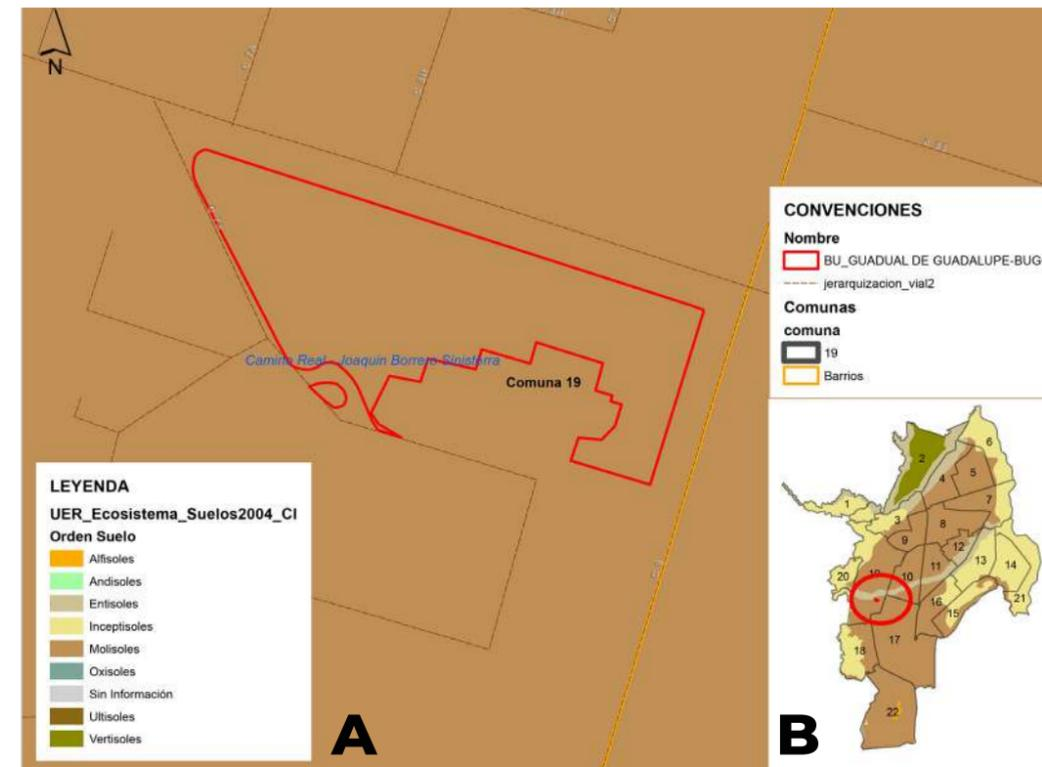 N
Camino Real - Joaquin Borrero Sinisterra
Comuna 19
CONVENCIONES
Nombre
BU_GUADUAL DE GUADALUPE-BUG
jerarquizacion_vial2
Comunas
comuna
19
Barrios
LEYENDA
UER_Ecosistema_Suelos2004_Cl
Orden Suelo
Alfisoles
Andisoles
Entisoles
Inceptisoles
Molisoles
Oxisoles
Sin Información
Ultisoles
Vertisoles
A
6
2
5
4
1
7
3
8
9
12
11
13
14
20
10
21
16
15
17
18
22
B